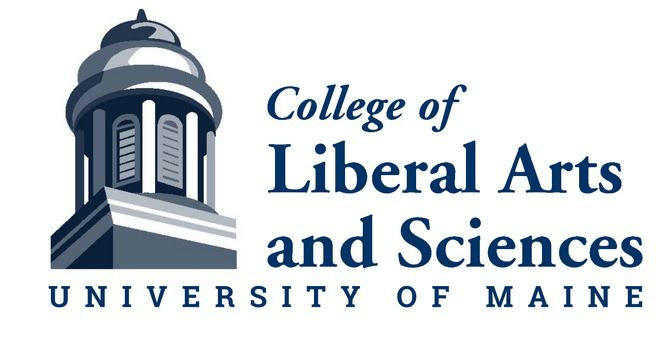 College of
Liberal Arts
and Sciences
UNIVERSITY OF MAINE